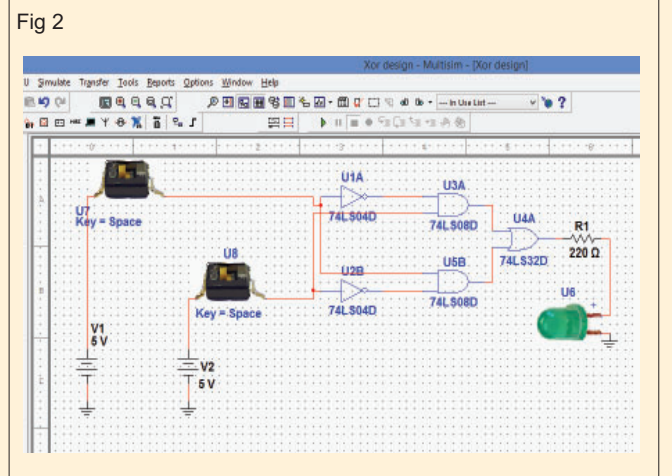 Fig 2
Xor design - Multisim - [Xor design]
Simulate Transfer Tools Reports Options Window Help
--- In Use List ---
U1A
74LS04D
U3A
74LS08D
U4A
74LS32D
R1
220 Ω
U7
Key = Space
U8
Key = Space
U2B
74LS04D
U5B
74LS08D
U6
V1
5 V
V2
5 V